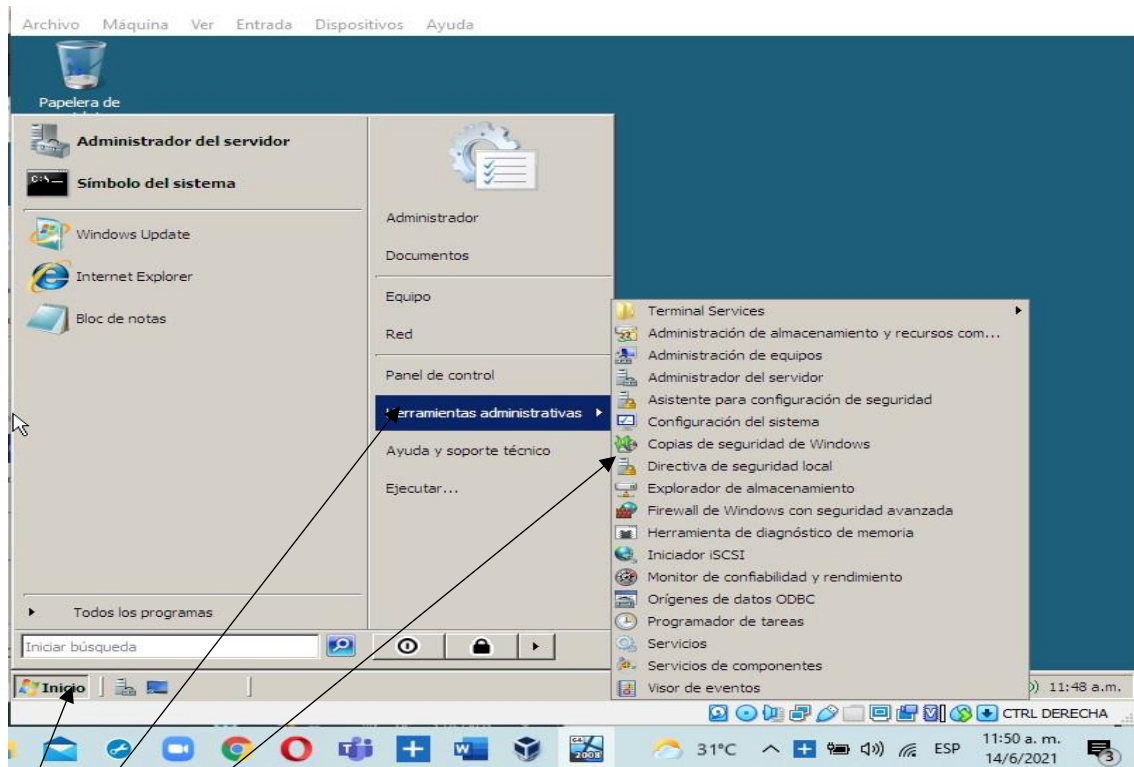 Archivo Máquina Ver Entrada Dispositivos Ayuda
Papelera de
Administrador del servidor
Símbolo del sistema
Windows Update
Internet Explorer
Bloc de notas
Todos los programas
Iniciar búsqueda
Administrador
Documentos
Equipo
Red
Panel de control
Herramientas administrativas
Ayuda y soporte técnico
Ejecutar...
Terminal Services
Administración de almacenamiento y recursos com...
Administración de equipos
Administrador del servidor
Asistente para configuración de seguridad
Configuración del sistema
Copias de seguridad de Windows
Directiva de seguridad local
Explorador de almacenamiento
Firewall de Windows con seguridad avanzada
Herramienta de diagnóstico de memoria
Iniciador iSCSI
Monitor de confiabilidad y rendimiento
Orígenes de datos ODBC
Programador de tareas
Servicios
Servicios de componentes
Visor de eventos
Inicio
11:48 a.m.
CTRL DERECHA
31°C ESP
11:50 a. m.
14/6/2021
3
64
2008